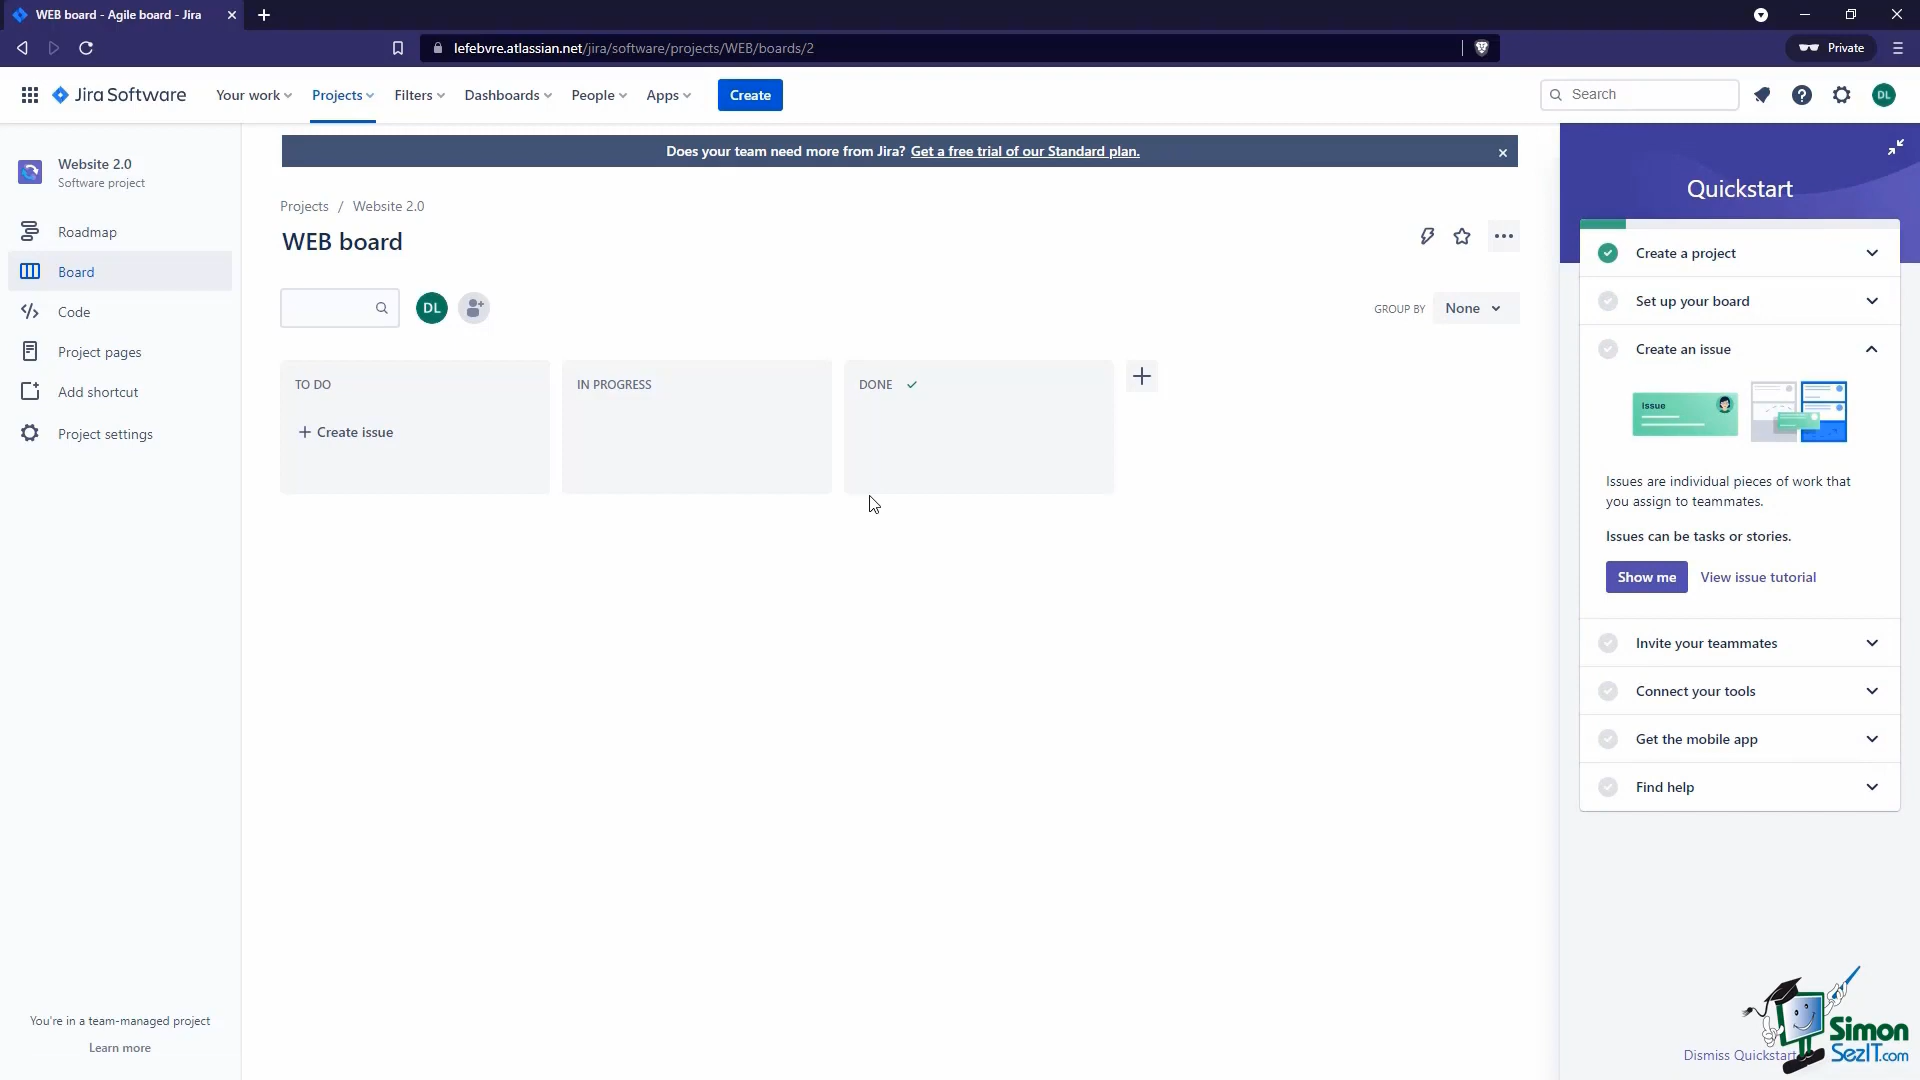 WEB board - Agile board - Jira
lefebvre.atlassian.net/jira/software/projects/WEB/boards/2
Private
Jira Software
Your work
Projects
Filters
Dashboards
People
Apps
Create
Search
DL
Website 2.0
Software project
Roadmap
Board
Code
Project pages
Add shortcut
Project settings
You're in a team-managed project
Learn more
Does your team need more from Jira? Get a free trial of our Standard plan.
Projects / Website 2.0
WEB board
DL
GROUP BY None
TO DO
Create issue
IN PROGRESS
DONE
Quickstart
Create a project
Set up your board
Create an issue
Issue
Issues are individual pieces of work that
you assign to teammates.
Issues can be tasks or stories.
Show me
View issue tutorial
Invite your teammates
Connect your tools
Get the mobile app
Find help
Dismiss Quickstart
Simon
SezIT.com